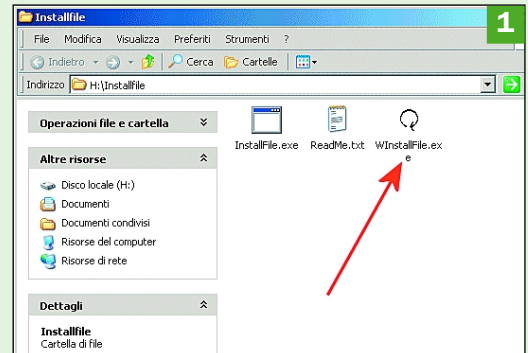 Installfile
1
File Modifica Visualizza Preferiti Strumenti ?
Indietro Cerca Cartelle
Indirizzo H:\Installfile
Operazioni file e cartella
Altre risorse
Disco locale (H:)
Documenti
Documenti condivisi
Risorse del computer
Risorse di rete
Dettagli
Installfile
Cartella di file
InstallFile.exe ReadMe.txt WInstallFile.ex
e